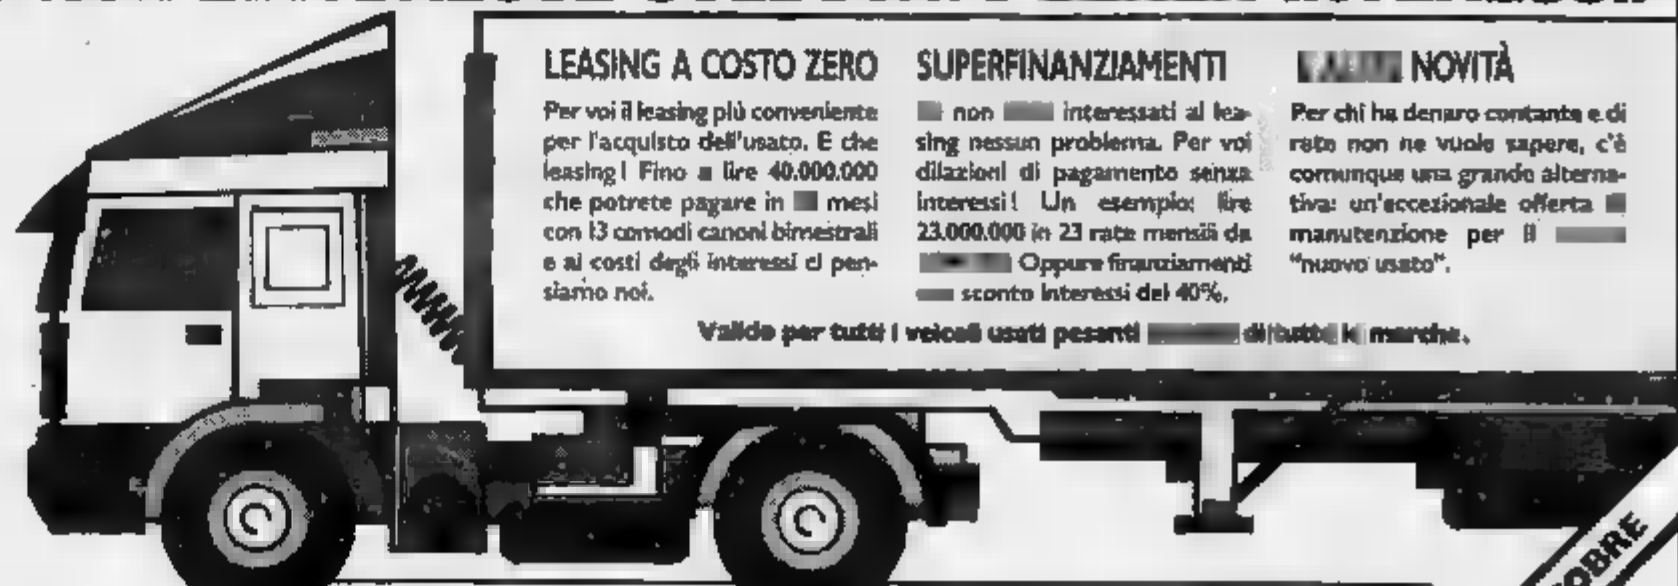 LEASING A COSTO ZERO
Per voi il leasing più conveniente
per l'acquisto dell'usato. E che
leasing! Fino a lire 40.000.000
che potrete pagare in mesi
con 13 comodi canoni bimestrali
e ai costi degli interessi ci pen-
siamo noi.
SUPERFINANZIAMENTI
non interessati al lea-
sing nessun problema. Per voi
dilazioni di pagamento senza
interessi! Un esempio: lire
23.000.000 in 23 rate mensili da
Oppure finanziamenti
sconto interessi del 40%.
NOVITÀ
Per chi ha denaro contante e di
rate non ne vuole sapere, c'è
comunque una grande alterna-
tiva: un'eccezionale offerta
manutenzione per il
"nuovo usato".
Valido per tutti i veicoli usati pesanti di tutte le marche.
OBRE